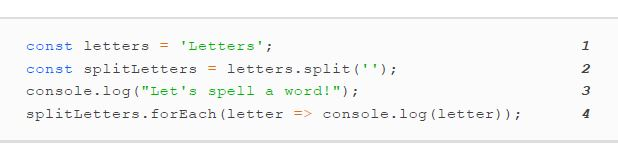 const letters = 'Letters'; 1
const splitLetters = letters.split(''); 2
console.log("Let's spell a word!"); 3
splitLetters.forEach(letter => console.log(letter)); 4